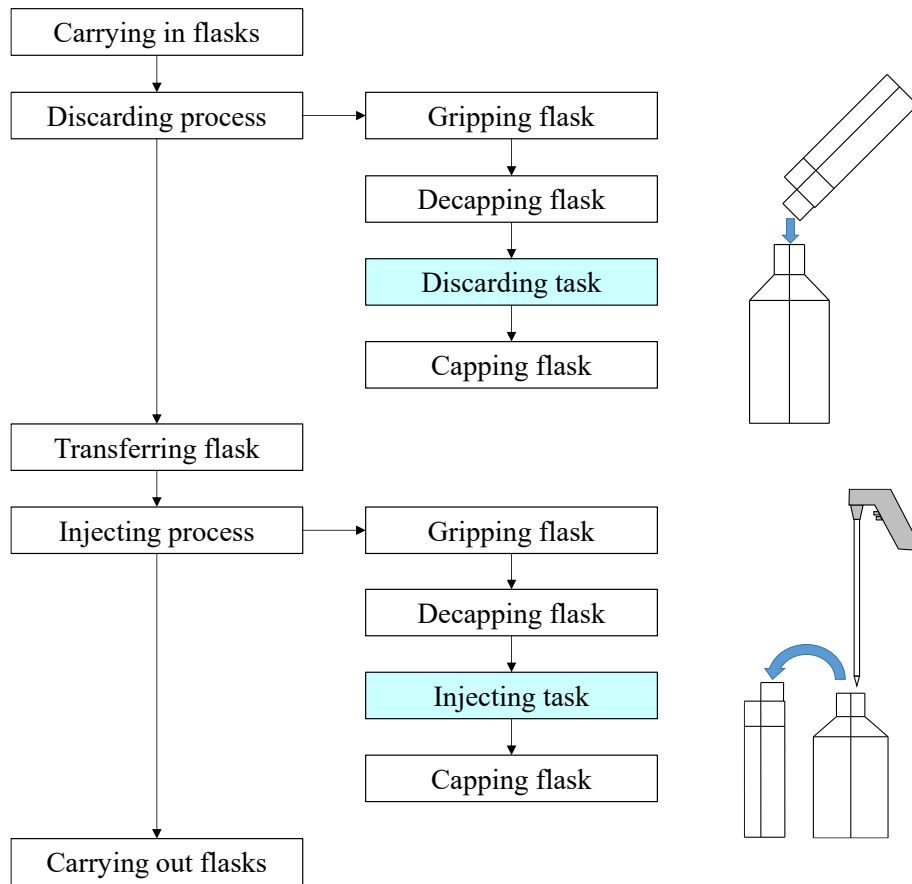 Carrying in flasks
Discarding process
Gripping flask
Decapping flask
Discarding task
Capping flask
Transferring flask
Injecting process
Gripping flask
Decapping flask
Injecting task
Capping flask
Carrying out flasks